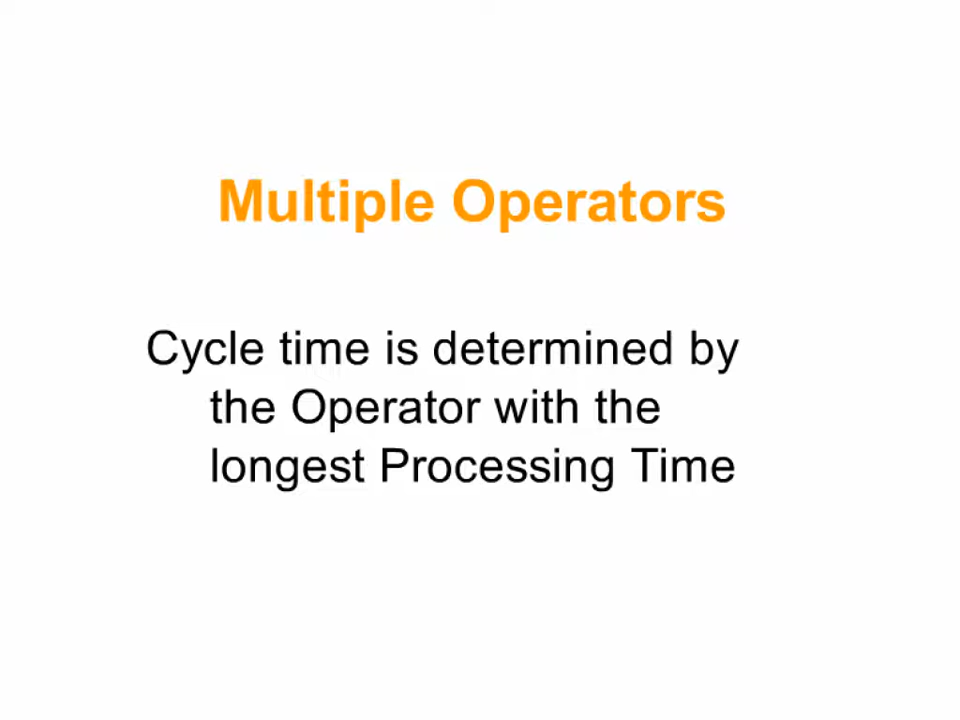 Multiple Operators
Cycle time is determined by
the Operator with the
longest Processing Time